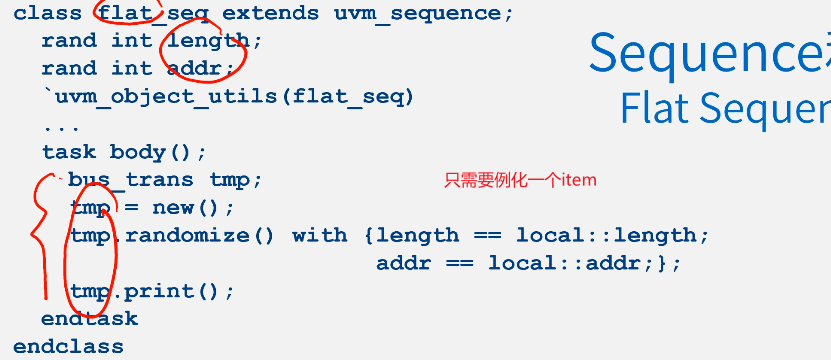 class flat_seq extends uvm_sequence;
rand int length;
rand int addr;
`uvm_object_utils(flat_seq)
...
task body();
bus_trans tmp;
tmp = new();
tmp.randomize() with {length == local::length;
addr == local::addr;};
tmp.print();
endtask
endclass
Sequence
Flat Sequen
只需要例化一个item